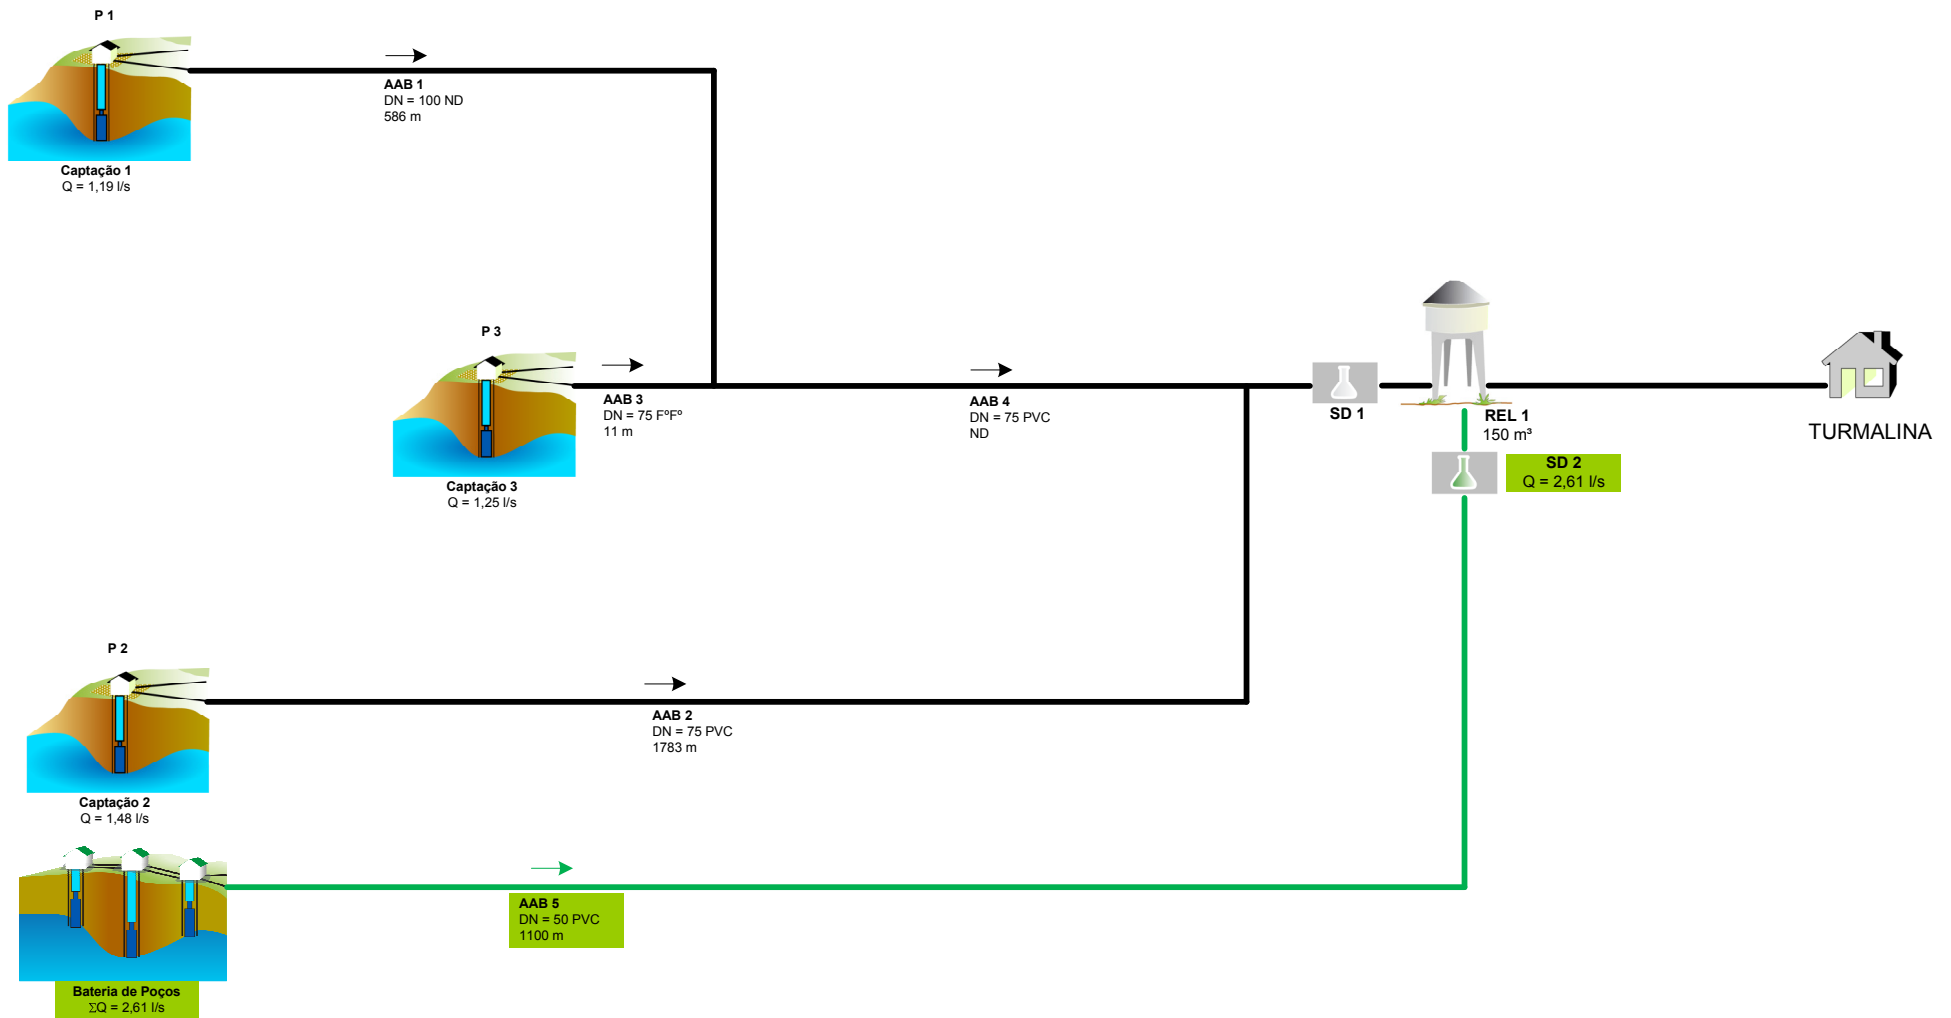 P 1
AAB 1
DN = 100 ND
586 m
Captação 1
Q = 1,19 l/s
P 3
AAB 3
DN = 75 FºFº
11 m
AAB 4
DN = 75 PVC
ND
SD 1
REL 1
150 m³
TURMALINA
SD 2
Q = 2,61 l/s
Captação 3
Q = 1,25 l/s
P 2
AAB 2
DN = 75 PVC
1783 m
Captação 2
Q = 1,48 l/s
AAB 5
DN = 50 PVC
1100 m
Bateria de Poços
ΣQ = 2,61 l/s